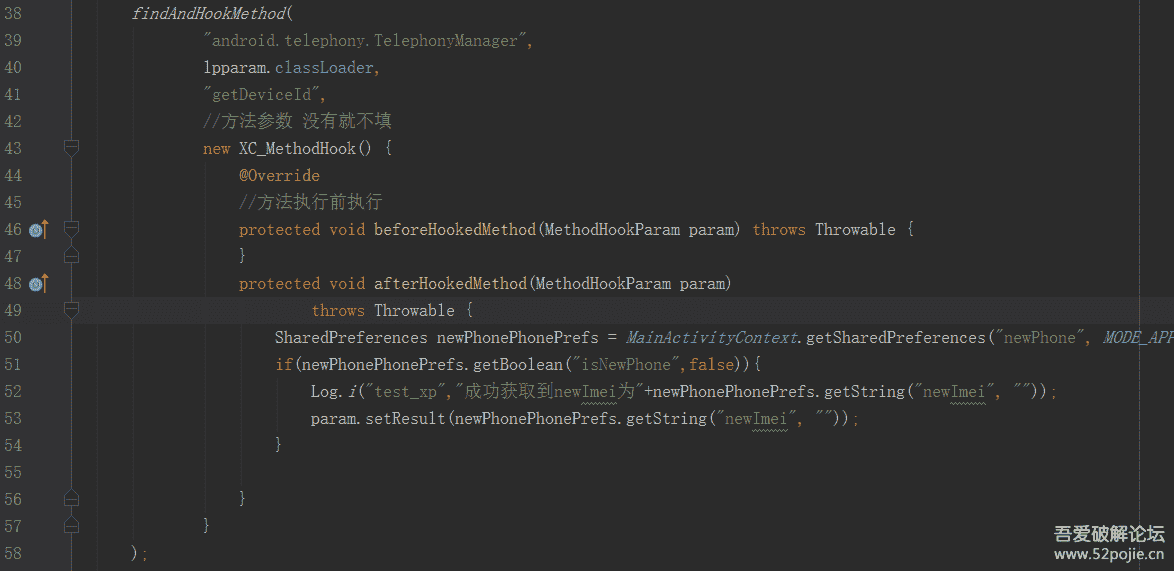 38 findAndHookMethod(
39 "android.telephony.TelephonyManager",
40 lpparam.classLoader,
41 "getDeviceId",
42 //方法参数 没有就不填
43 new XC_MethodHook() {
44 @Override
45 //方法执行前执行
46 protected void beforeHookedMethod(MethodHookParam param) throws Throwable {
47 }
48 protected void afterHookedMethod(MethodHookParam param)
49 throws Throwable {
50 SharedPreferences newPhonePhonePrefs = MainActivityContext.getSharedPreferences("newPhone", MODE_APP
51 if(newPhonePhonePrefs.getBoolean("isNewPhone",false)){
52 Log.i("test_xp","成功获取到newImei为"+newPhonePhonePrefs.getString("newImei", ""));
53 param.setResult(newPhonePhonePrefs.getString("newImei", ""));
54 }
55
56 }
57 }
58 );
吾爱破解论坛
www.52pojie.cn